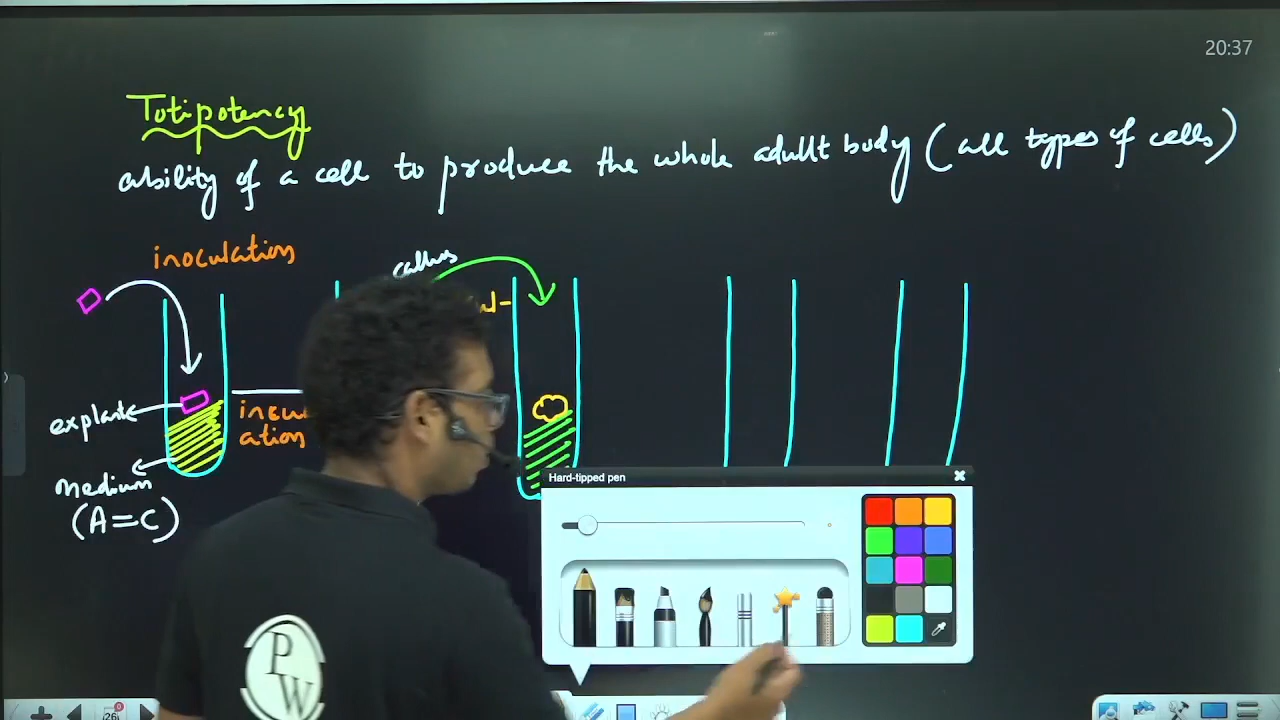 20:37
Totipotency
ability of a cell to produce the whole adult body (all types of cells)
inoculation
callus
explant
incub
ation
Medium
(A=C)
Hard-tipped pen
PW
26